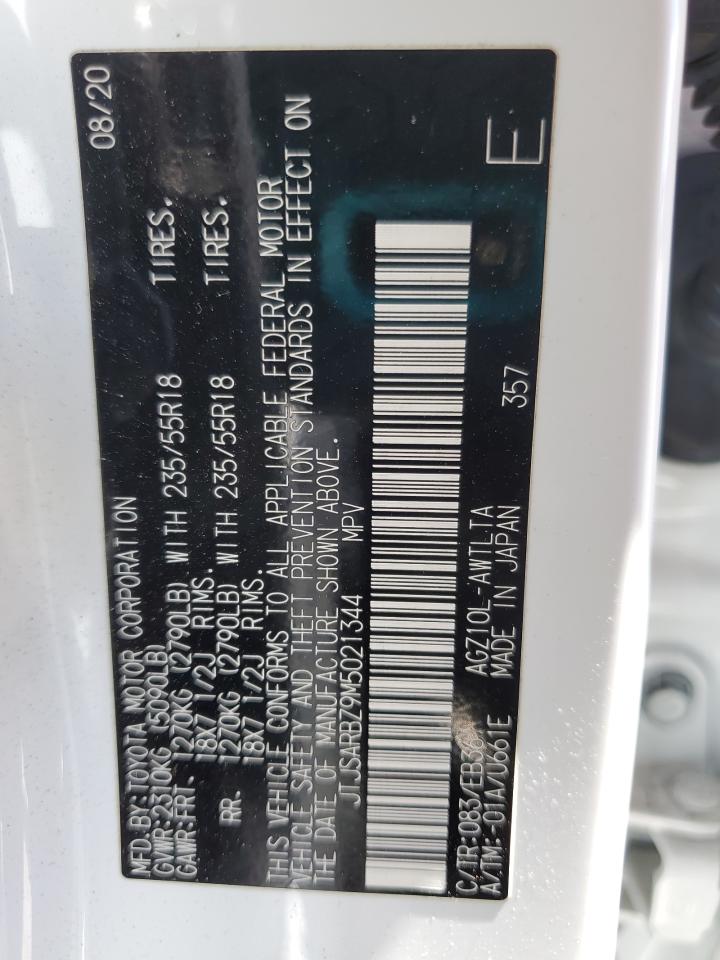 MFD. BY: TOYOTA MOTOR CORPORATION 08/20
GVWR: 2310KG (5090LB)
GAWR: FRT. 1270KG (2790LB) WITH 235/55R18 TIRES.
18X7 1/2J RIMS.
RR. 1270KG (2790LB) WITH 235/55R18 TIRES.
18X7 1/2J RIMS.
THIS VEHICLE CONFORMS TO ALL APPLICABLE FEDERAL MOTOR
VEHICLE SAFETY AND THEFT PREVENTION STANDARDS IN EFFECT ON
THE DATE OF MANUFACTURE SHOWN ABOVE.
JTJSARBZ9M5021344 MPV
C/TR: 083/EB36 AGZ10L-AWTLTA 357
A/TM: -01A/U661E MADE IN JAPAN
E